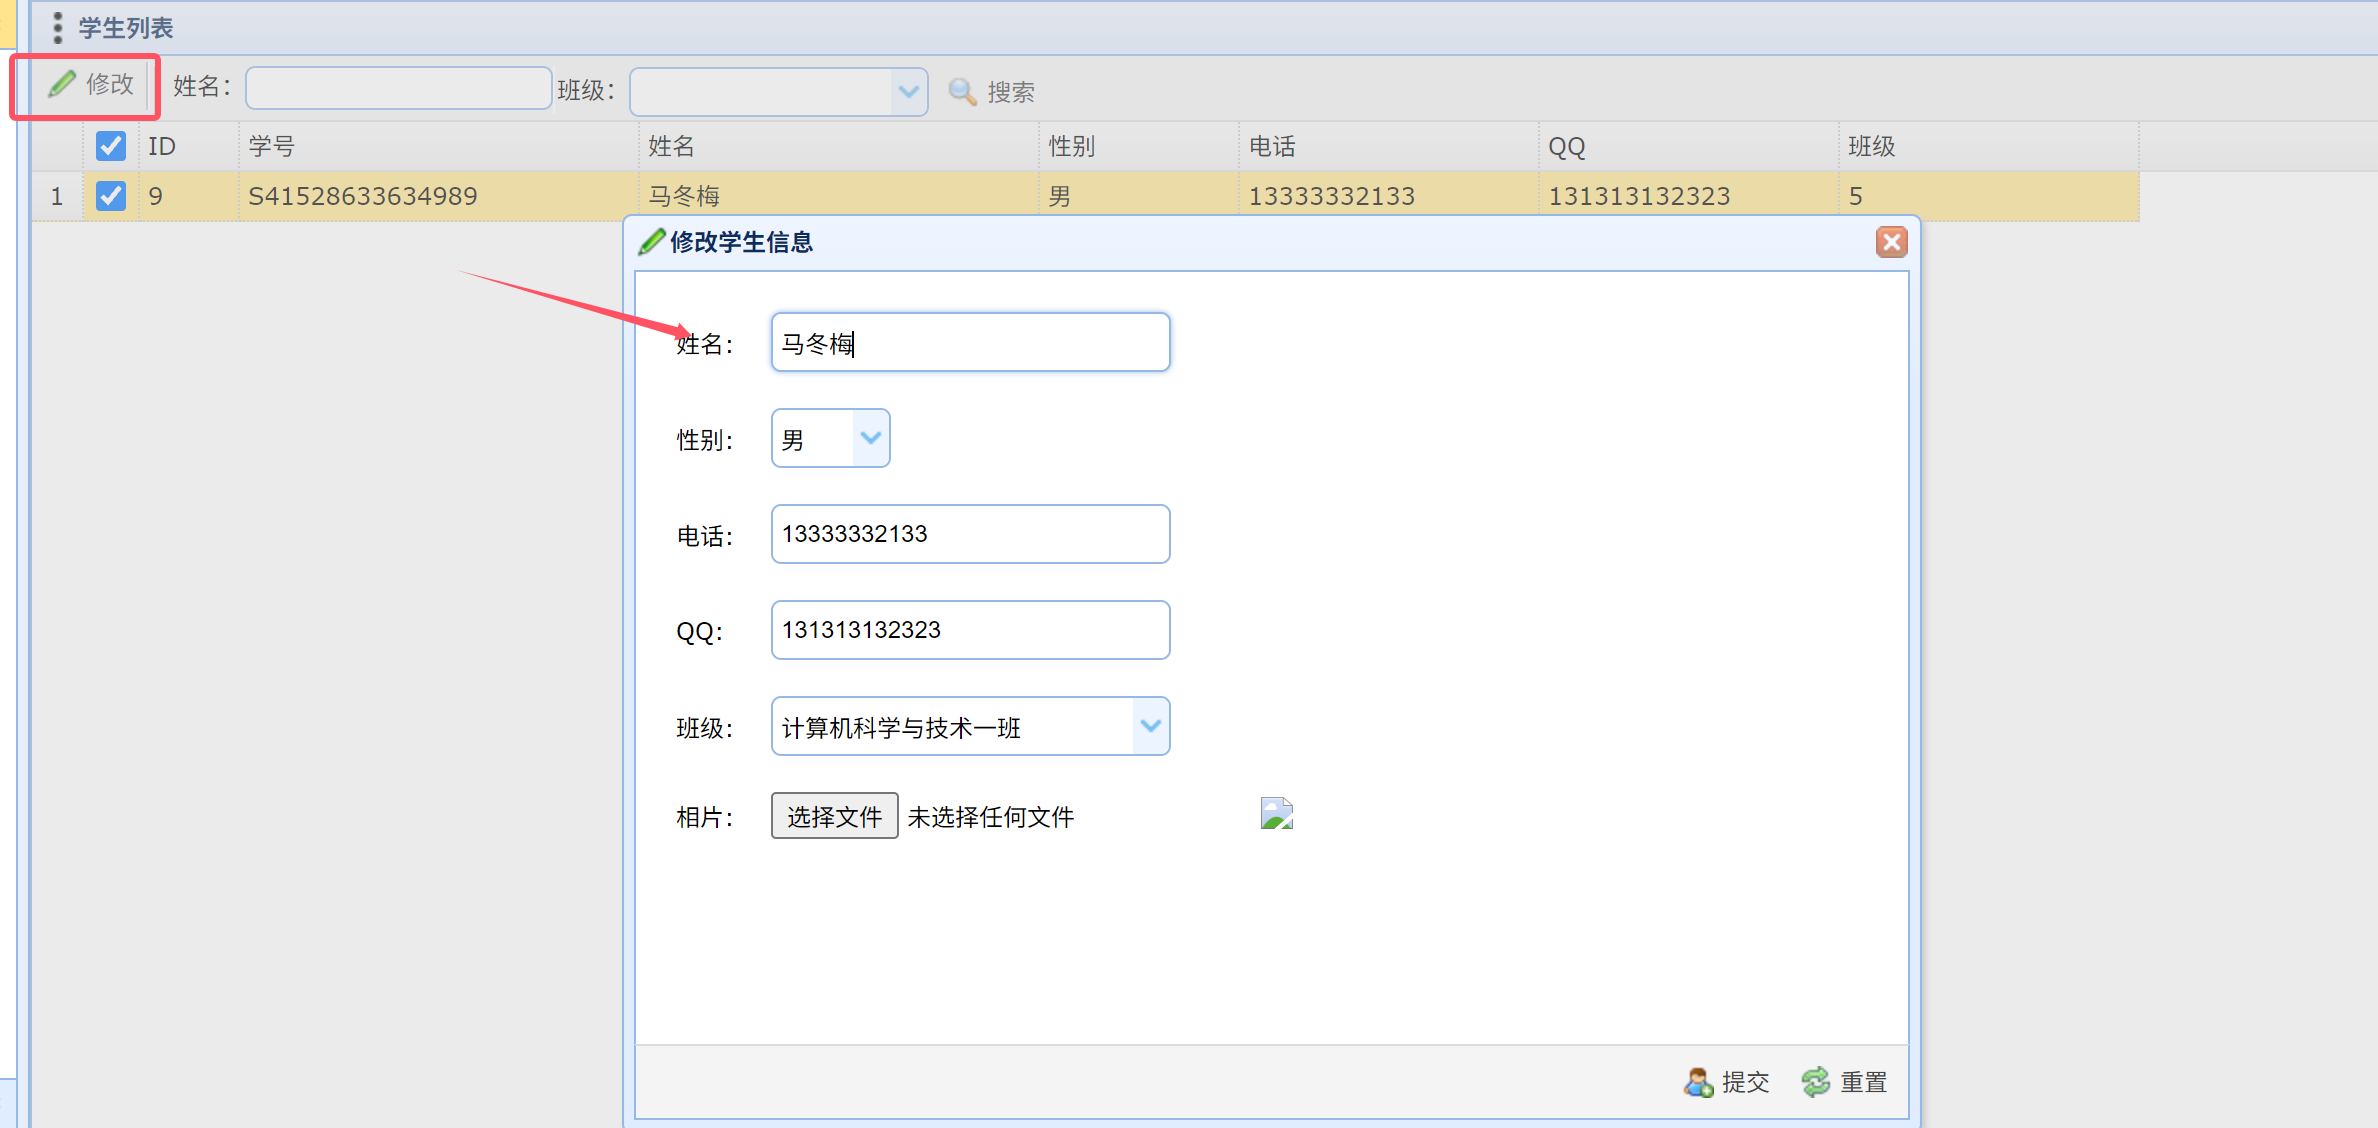 学生列表
修改 姓名： 班级： 搜索
ID 学号 姓名 性别 电话 QQ 班级
1 9 S41528633634989 马冬梅 男 13333332133 131313132323 5
修改学生信息
姓名： 马冬梅
性别： 男
电话： 13333332133
QQ： 131313132323
班级： 计算机科学与技术一班
相片： 选择文件 未选择任何文件
提交 重置